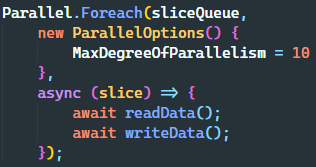 Parallel.Foreach(sliceQueue,
    new ParallelOptions() {
        MaxDegreeOfParallelism = 10
    },
    async (slice) => {
        await readData();
        await writeData();
    });